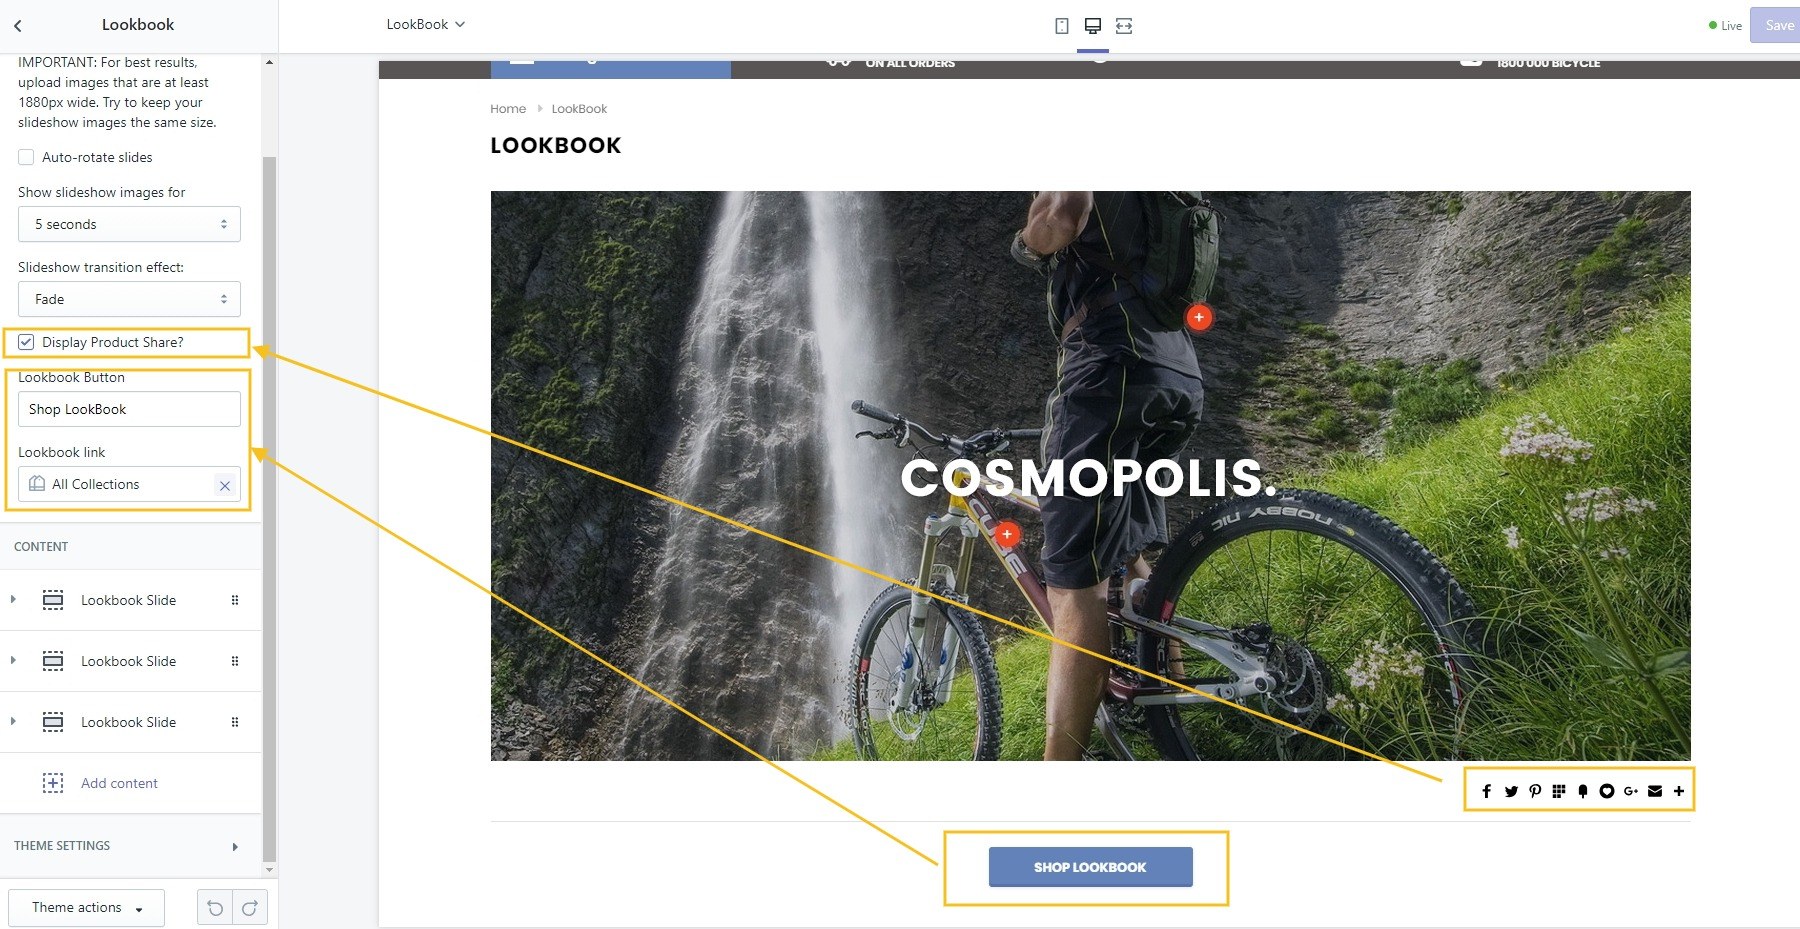 Lookbook
LookBook
Live
Save
IMPORTANT: For best results,
upload images that are at least
1880px wide. Try to keep your
slideshow images the same size.
Auto-rotate slides
Show slideshow images for
5 seconds
Slideshow transition effect:
Fade
Display Product Share?
Lookbook Button
Shop LookBook
Lookbook link
All Collections
CONTENT
Lookbook Slide
Lookbook Slide
Lookbook Slide
Add content
THEME SETTINGS
Theme actions
ON ALL ORDERS
1800 000 BICYCLE
Home
LookBook
LOOKBOOK
COSMOPOLIS.
CUBE
NOBBY NIC
G+
SHOP LOOKBOOK